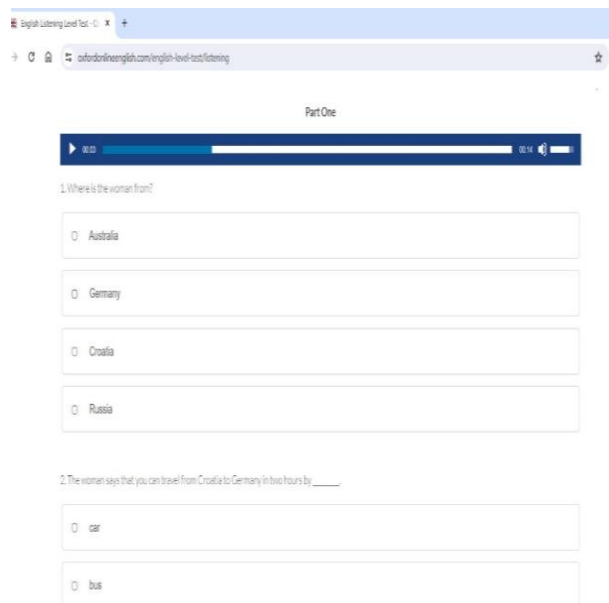 English Listening Level Test - O
oxfordonlineenglish.com/english-level-test/listening
Part One
00:03
00:14
1. Where is the woman from?
Australia
Germany
Croatia
Russia
2. The woman says that you can travel from Croatia to Germany in two hours by ______.
car
bus